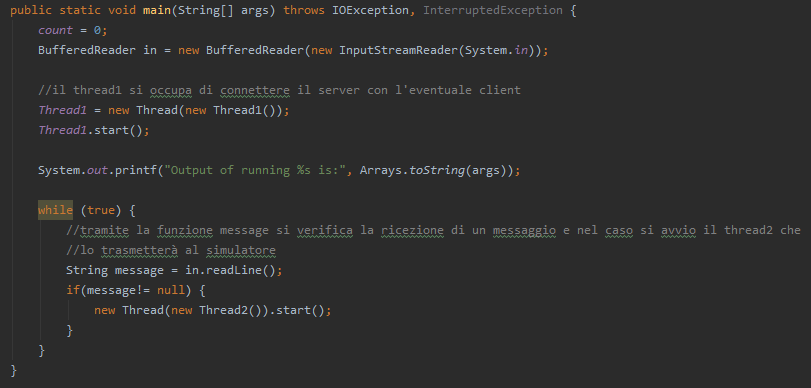 public static void main(String[] args) throws IOException, InterruptedException {
count = 0;
BufferedReader in = new BufferedReader(new InputStreamReader(System.in));
//il thread1 si occupa di connettere il server con l'eventuale client
Thread1 = new Thread(new Thread1());
Thread1.start();
System.out.printf("Output of running %s is:", Arrays.toString(args));
while (true) {
//tramite la funzione message si verifica la ricezione di un messaggio e nel caso si avvio il thread2 che
//lo trasmetterà al simulatore
String message = in.readLine();
if(message!= null) {
new Thread(new Thread2()).start();
}
}
}